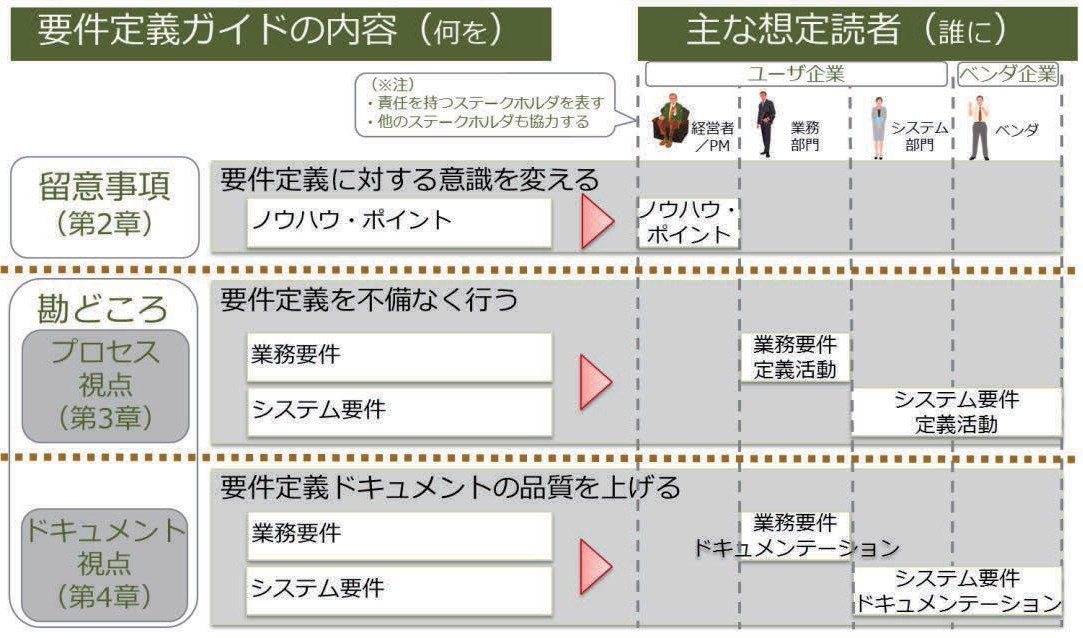 要件定義ガイドの内容（何を）
主な想定読者（誰に）
ユーザ企業
ベンダ企業
（※注）
・責任を持つステークホルダを表す
・他のステークホルダも協力する
経営者
／PM
業務
部門
システム
部門
ベンダ
留意事項
（第2章）
要件定義に対する意識を変える
ノウハウ・ポイント
ノウハウ・
ポイント
勘どころ
プロセス
視点
（第3章）
要件定義を不備なく行う
業務要件
システム要件
業務要件
定義活動
システム要件
定義活動
ドキュメント
視点
（第4章）
要件定義ドキュメントの品質を上げる
業務要件
システム要件
業務要件
ドキュメンテーション
システム要件
ドキュメンテーション